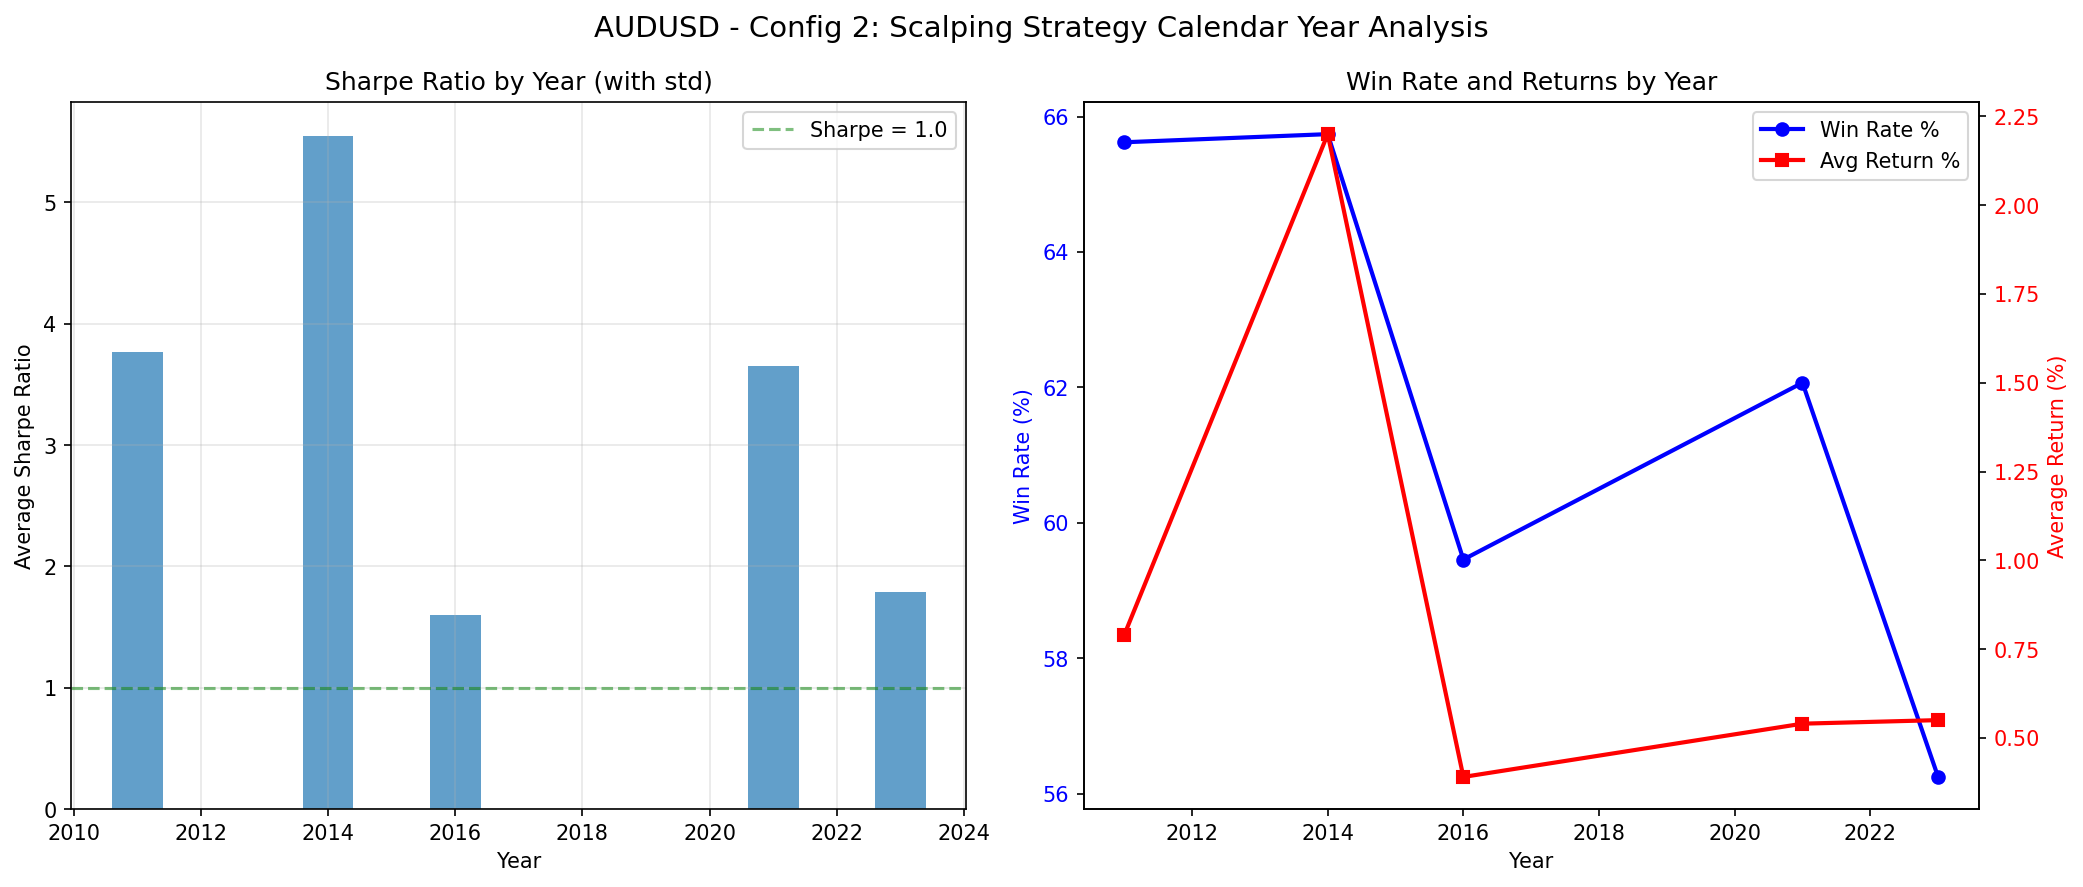 AUDUSD - Config 2: Scalping Strategy Calendar Year Analysis
Sharpe Ratio by Year (with std)
Sharpe = 1.0
Average Sharpe Ratio
5
4
3
2
1
0
2010 2012 2014 2016 2018 2020 2022 2024
Year
Win Rate and Returns by Year
Win Rate %
Avg Return %
Win Rate (%)
66
64
62
60
58
56
2.25
2.00
1.75
1.50
1.25
1.00
0.75
0.50
Average Return (%)
2012 2014 2016 2018 2020 2022
Year